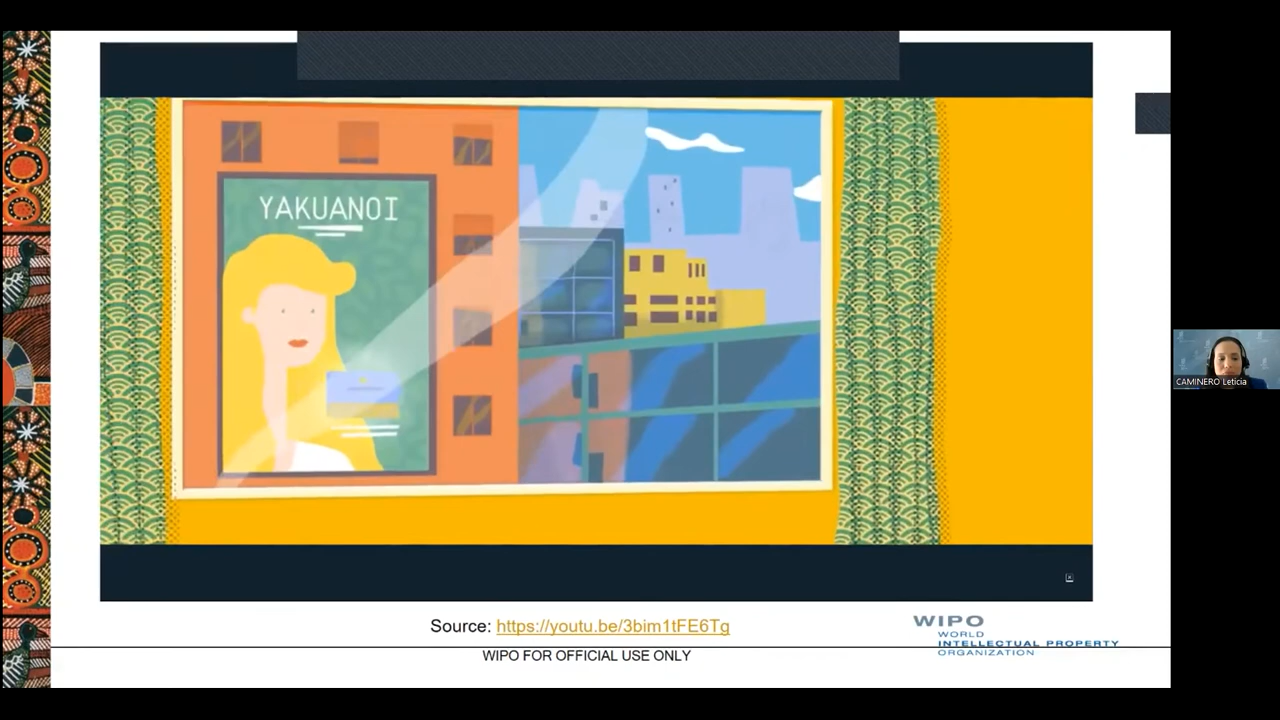 YAKUANOI
CAMINERO Leticia
Source: https://youtu.be/3bim1tFE6Tg
WIPO
WORLD
INTELLECTUAL PROPERTY
ORGANIZATION
WIPO FOR OFFICIAL USE ONLY